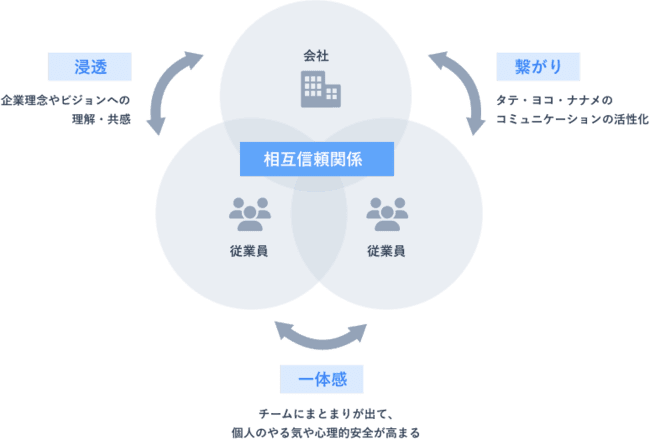 会社
浸透
企業理念やビジョンへの
理解・共感
繋がり
タテ・ヨコ・ナナメの
コミュニケーションの活性化
相互信頼関係
従業員
従業員
一体感
チームにまとまりが出て、
個人のやる気や心理的安全が高まる